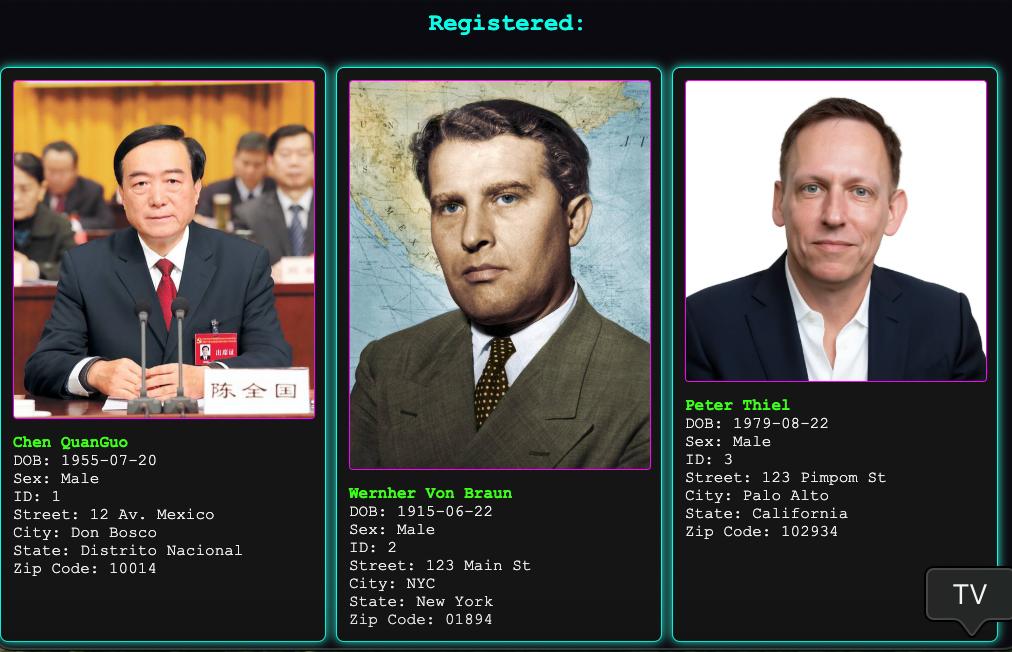 Registered:
陈全国
Chen QuanGuo
DOB: 1955-07-20
Sex: Male
ID: 1
Street: 12 Av. Mexico
City: Don Bosco
State: Distrito Nacional
Zip Code: 10014
Wernher Von Braun
DOB: 1915-06-22
Sex: Male
ID: 2
Street: 123 Main St
City: NYC
State: New York
Zip Code: 01894
Peter Thiel
DOB: 1979-08-22
Sex: Male
ID: 3
Street: 123 Pimpom St
City: Palo Alto
State: California
Zip Code: 102934
TV